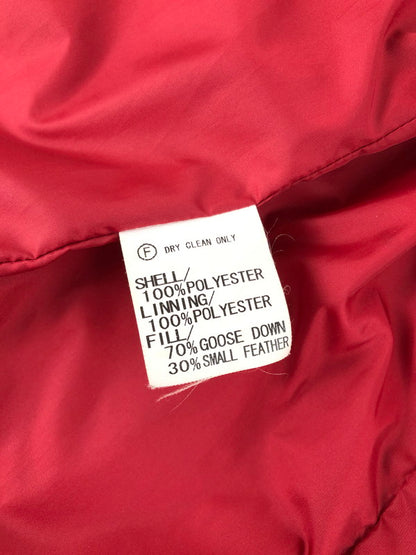 F DRY CLEAN ONLY
SHELL/
100%POLYESTER
LINNING/
100%POLYESTER
FILL/
70%GOOSE DOWN
30%SMALL FEATHER